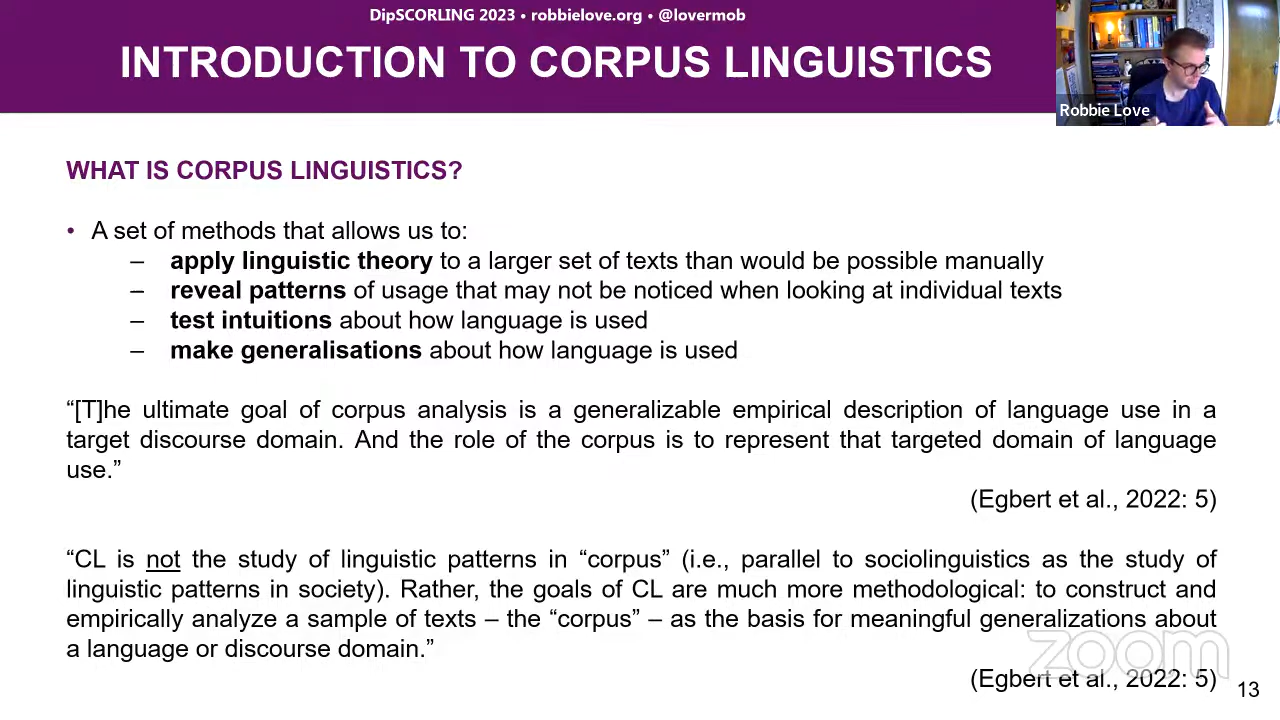 DipSCORLING 2023 • robbielove.org • @lovermob
INTRODUCTION TO CORPUS LINGUISTICS
Robbie Love
WHAT IS CORPUS LINGUISTICS?
• A set of methods that allows us to:
– apply linguistic theory to a larger set of texts than would be possible manually
– reveal patterns of usage that may not be noticed when looking at individual texts
– test intuitions about how language is used
– make generalisations about how language is used
“[T]he ultimate goal of corpus analysis is a generalizable empirical description of language use in a
target discourse domain. And the role of the corpus is to represent that targeted domain of language
use.”
(Egbert et al., 2022: 5)
“CL is not the study of linguistic patterns in “corpus” (i.e., parallel to sociolinguistics as the study of
linguistic patterns in society). Rather, the goals of CL are much more methodological: to construct and
empirically analyze a sample of texts – the “corpus” – as the basis for meaningful generalizations about
a language or discourse domain.”
zoom
(Egbert et al., 2022: 5)
13